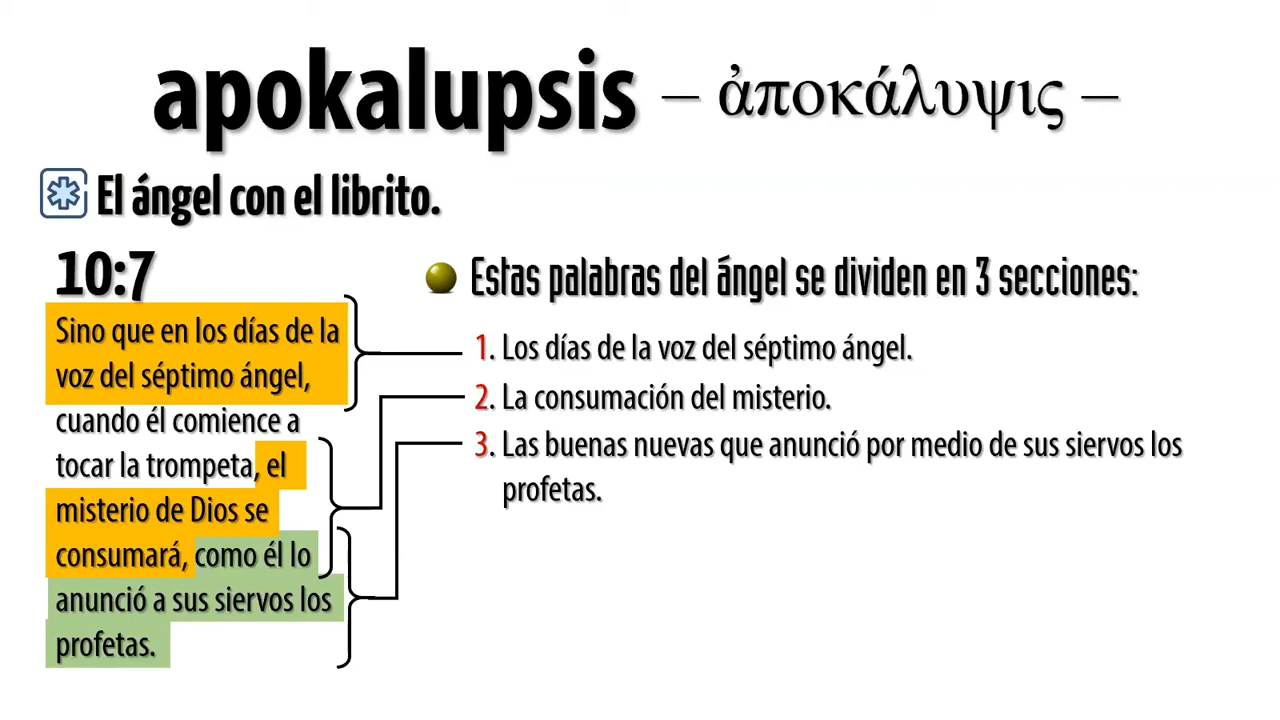 apokalupsis – ἀποκάλυψις –
El ángel con el librito.
10:7
Sino que en los días de la
voz del séptimo ángel,
cuando él comience a
tocar la trompeta, el
misterio de Dios se
consumará, como él lo
anunció a sus siervos los
profetas.
Estas palabras del ángel se dividen en 3 secciones:
1. Los días de la voz del séptimo ángel.
2. La consumación del misterio.
3. Las buenas nuevas que anunció por medio de sus siervos los
profetas.